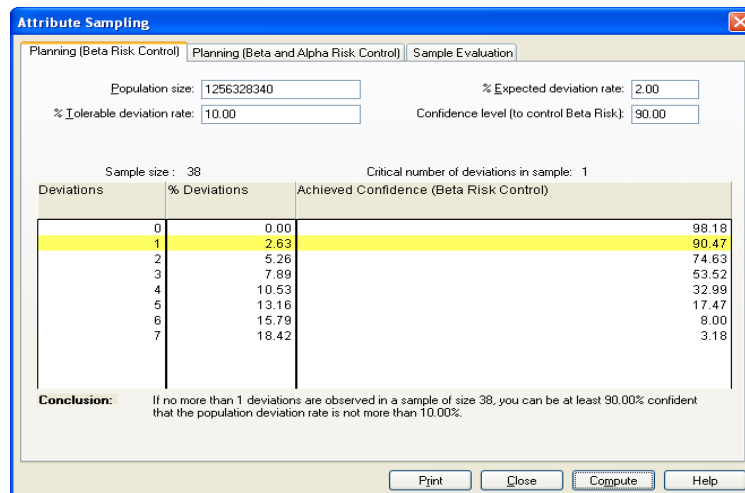 Attribute Sampling
Planning (Beta Risk Control) Planning (Beta and Alpha Risk Control) Sample Evaluation
Population size: 1256328340 % Expected deviation rate: 2.00
% Tolerable deviation rate: 10.00 Confidence level (to control Beta Risk): 90.00
Sample size : 38 Critical number of deviations in sample: 1
Deviations % Deviations Achieved Confidence (Beta Risk Control)
0 0.00 98.18
1 2.63 90.47
2 5.26 74.63
3 7.89 53.52
4 10.53 32.99
5 13.16 17.47
6 15.79 8.00
7 18.42 3.18
Conclusion: If no more than 1 deviations are observed in a sample of size 38, you can be at least 90.00% confident
that the population deviation rate is not more than 10.00%.
Print Close Compute Help